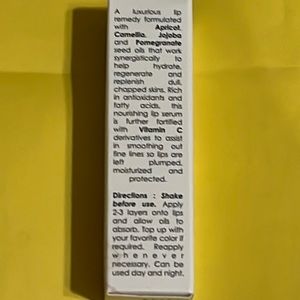 A luxurious lip
remedy formulated
with Apricot,
Camellia, Jojoba
and Pomegranate
seed oils that work
synergistically to
help hydrate,
regenerate and
replenish dull,
chapped skins. Rich
in antioxidants and
fatty acids, this
nourishing lip serum
is further fortified
with Vitamin C
derivatives to assist
in smoothing out
fine lines so lips are
left plumped,
moisturized and
protected.
Directions : Shake
before use. Apply
2-3 layers onto lips
and allow oils to
absorb. Top up with
your favorite color if
required. Reapply
whenever
necessary. Can be
used day and night.